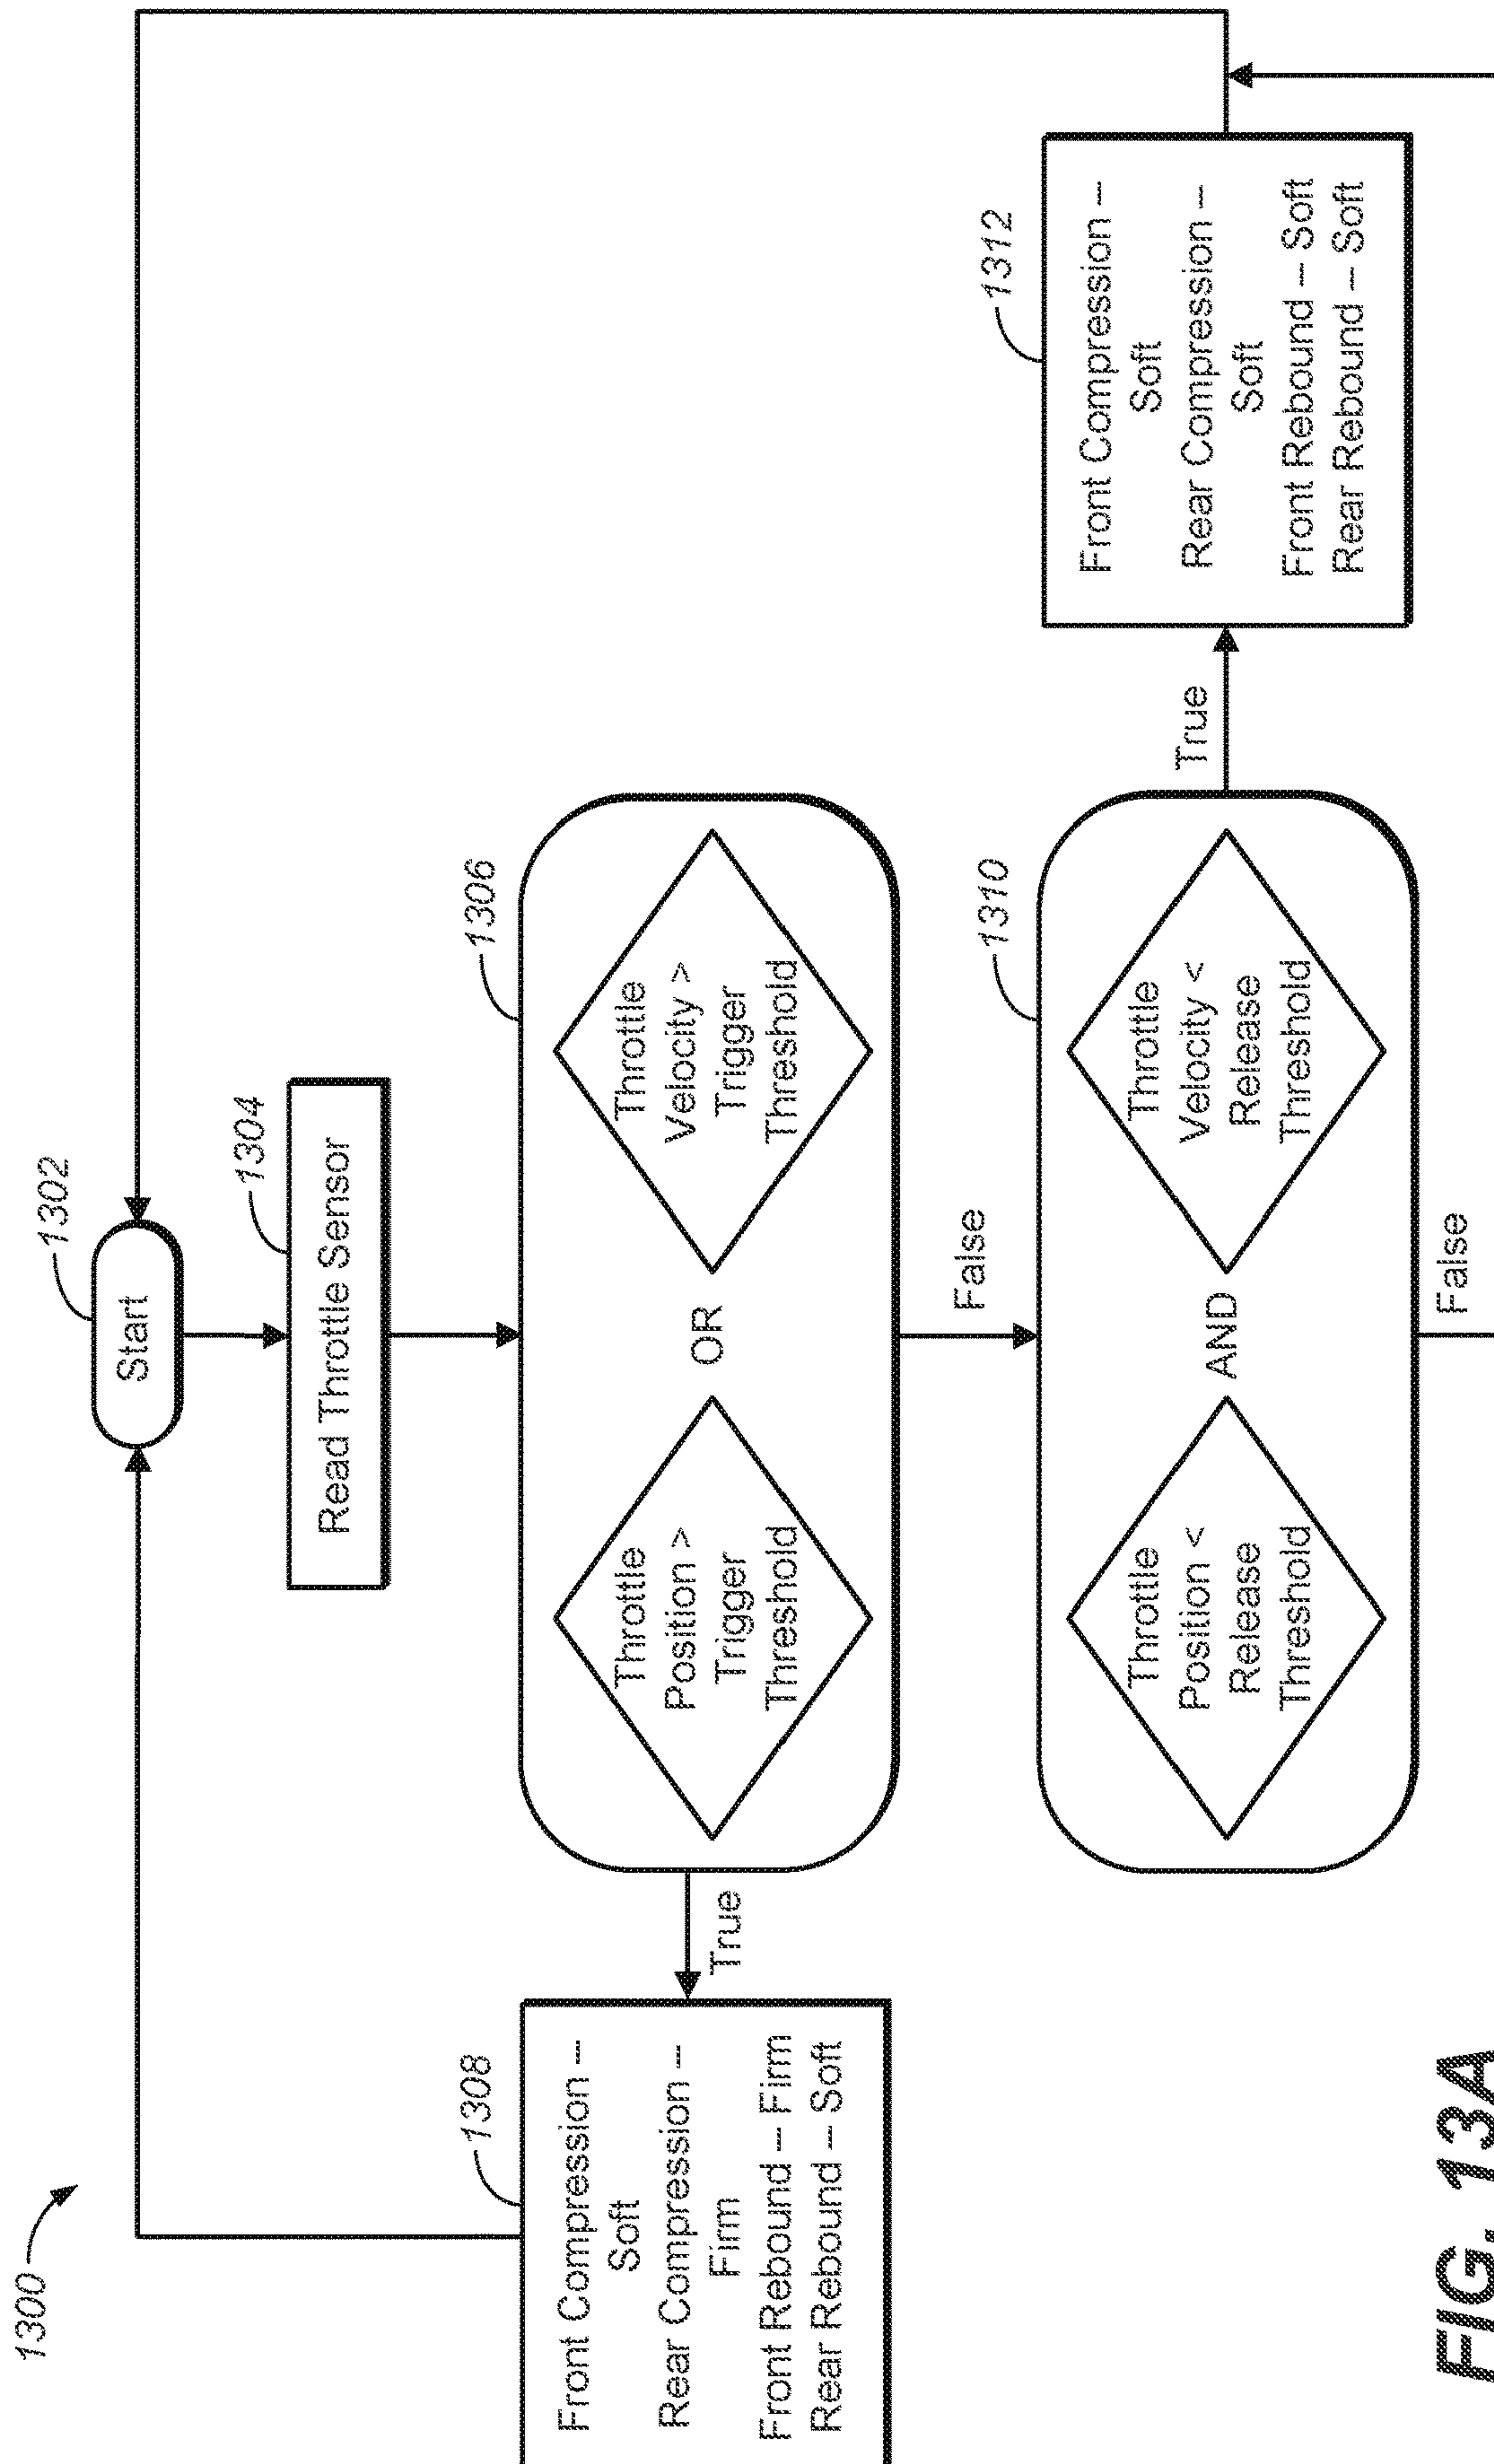 1300
1302
Start
1304
Read Throttle Sensor
1306
Throttle
Position >
Trigger
Threshold
OR
Throttle
Velocity >
Trigger
Threshold
True
1308
Front Compression –
Soft
Rear Compression –
Firm
Front Rebound – Firm
Rear Rebound – Soft
False
1310
Throttle
Position <
Release
Threshold
AND
Throttle
Velocity <
Release
Threshold
True
1312
Front Compression –
Soft
Rear Compression –
Soft
Front Rebound – Soft
Rear Rebound – Soft
False
FIG. 13A